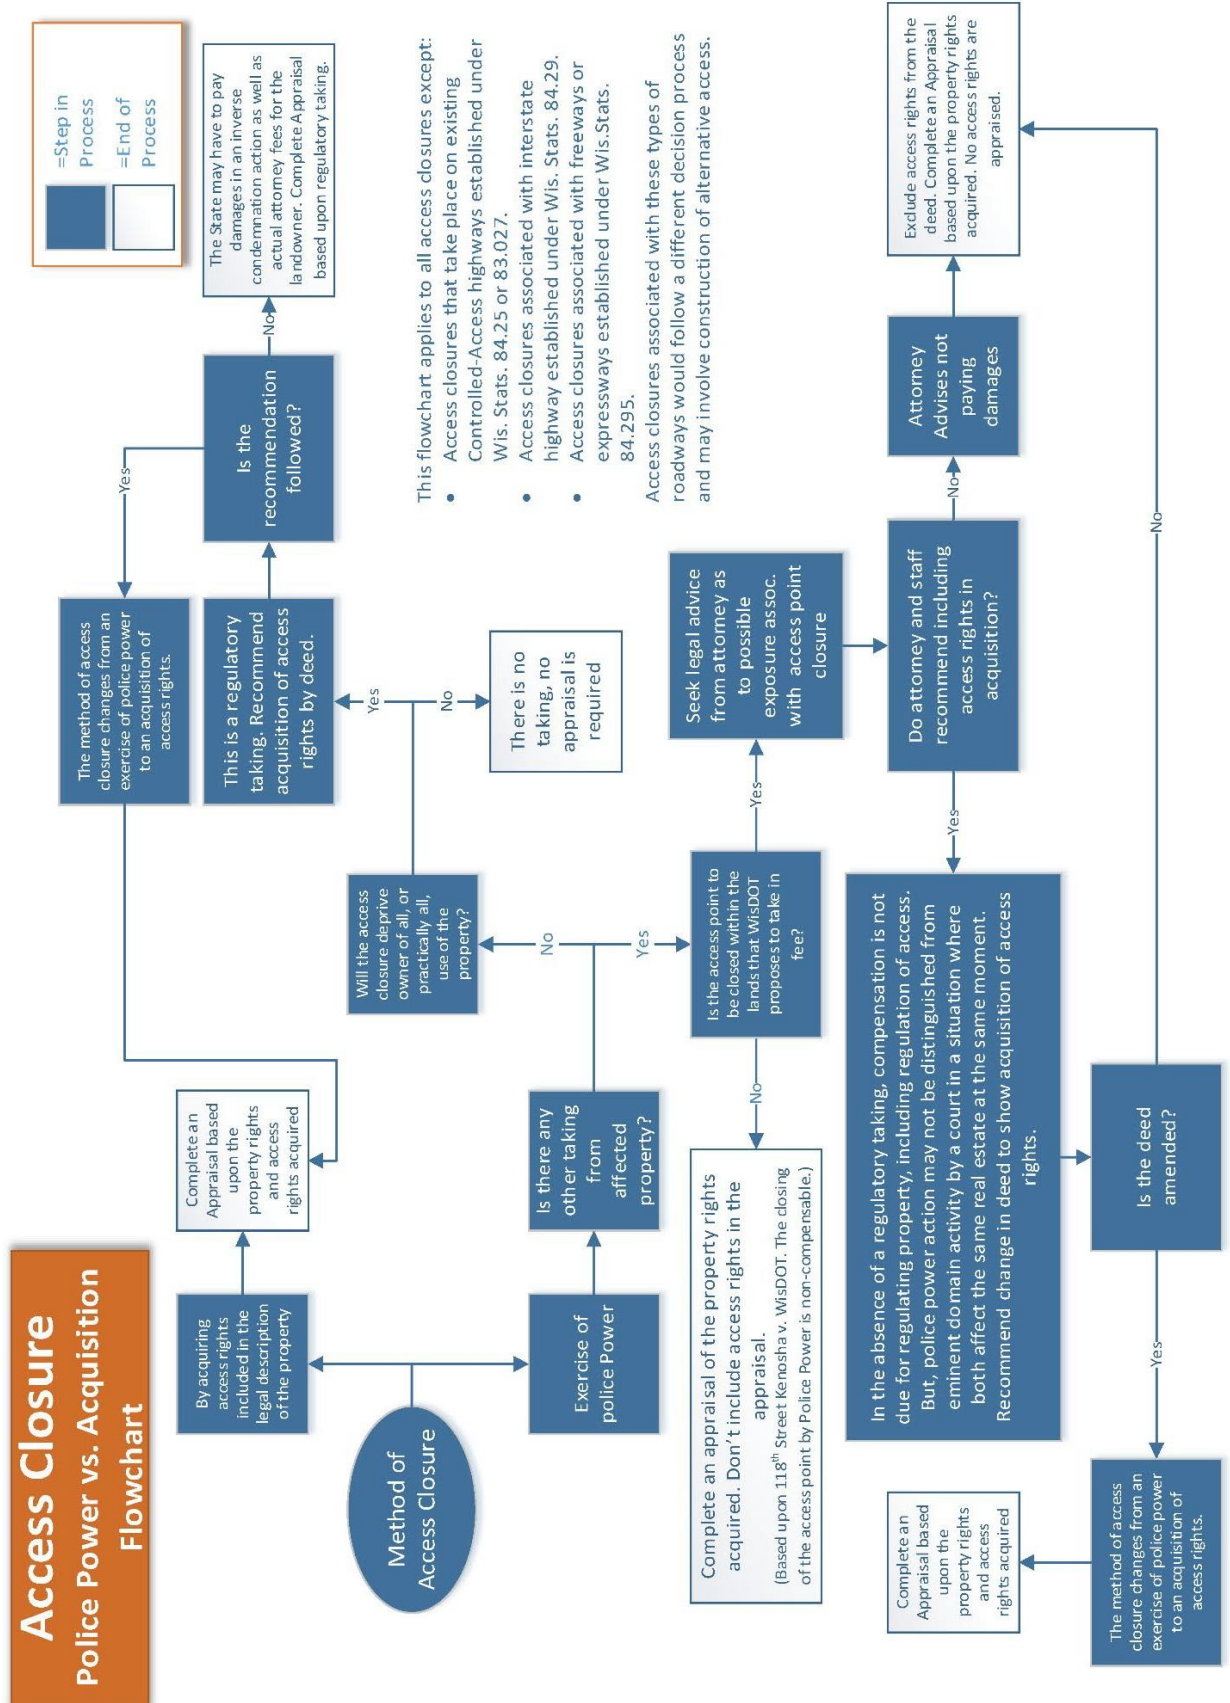 Access Closure
Police Power vs. Acquisition
Flowchart
=Step in
Process
=End of
Process
Method of
Access Closure
By acquiring
access rights
included in the
legal description
of the property
Complete an
Appraisal based
upon the
property rights
and access
rights acquired
The method of access
closure changes from an
exercise of police power
to an acquisition of
access rights.
Yes
Is the
recommendation
followed?
No
The State may have to pay
damages in an inverse
condemnation action as well as
actual attorney fees for the
landowner. Complete Appraisal
based upon regulatory taking.
This is a regulatory
taking. Recommend
acquisition of access
rights by deed.
Yes
No
There is no
taking, no
appraisal is
required
Will the access
closure deprive
owner of all, or
practically all,
use of the
property?
No
Yes
Exercise of
police Power
Is there any
other taking
from
affected
property?
This flowchart applies to all access closures except:
• Access closures that take place on existing
Controlled-Access highways established under
Wis. Stats. 84.25 or 83.027.
• Access closures associated with interstate
highway established under Wis. Stats. 84.29.
• Access closures associated with freeways or
expressways established under Wis.Stats.
84.295.
Access closures associated with these types of
roadways would follow a different decision process
and may involve construction of alternative access.
Is the access point to
be closed within the
lands that WisDOT
proposes to take in
fee?
No
Complete an appraisal of the property rights
acquired. Don't include access rights in the
appraisal.
(Based upon 118th Street Kenosha v. WisDOT. The closing
of the access point by Police Power is non-compensable.)
Yes
Seek legal advice
from attorney as
to possible
exposure assoc.
with access point
closure
Do attorney and staff
recommend including
access rights in
acquisition?
No
Attorney
Advises not
paying
damages
Exclude access rights from the
deed. Complete an Appraisal
based upon the property rights
acquired. No access rights are
appraised.
Yes
In the absence of a regulatory taking, compensation is not
due for regulating property, including regulation of access.
But, police power action may not be distinguished from
eminent domain activity by a court in a situation where
both affect the same real estate at the same moment.
Recommend change in deed to show acquisition of access
rights.
Is the deed
amended?
No
Yes
The method of access
closure changes from an
exercise of police power
to an acquisition of
access rights.
Complete an
Appraisal based
upon the
property rights
and access
rights acquired